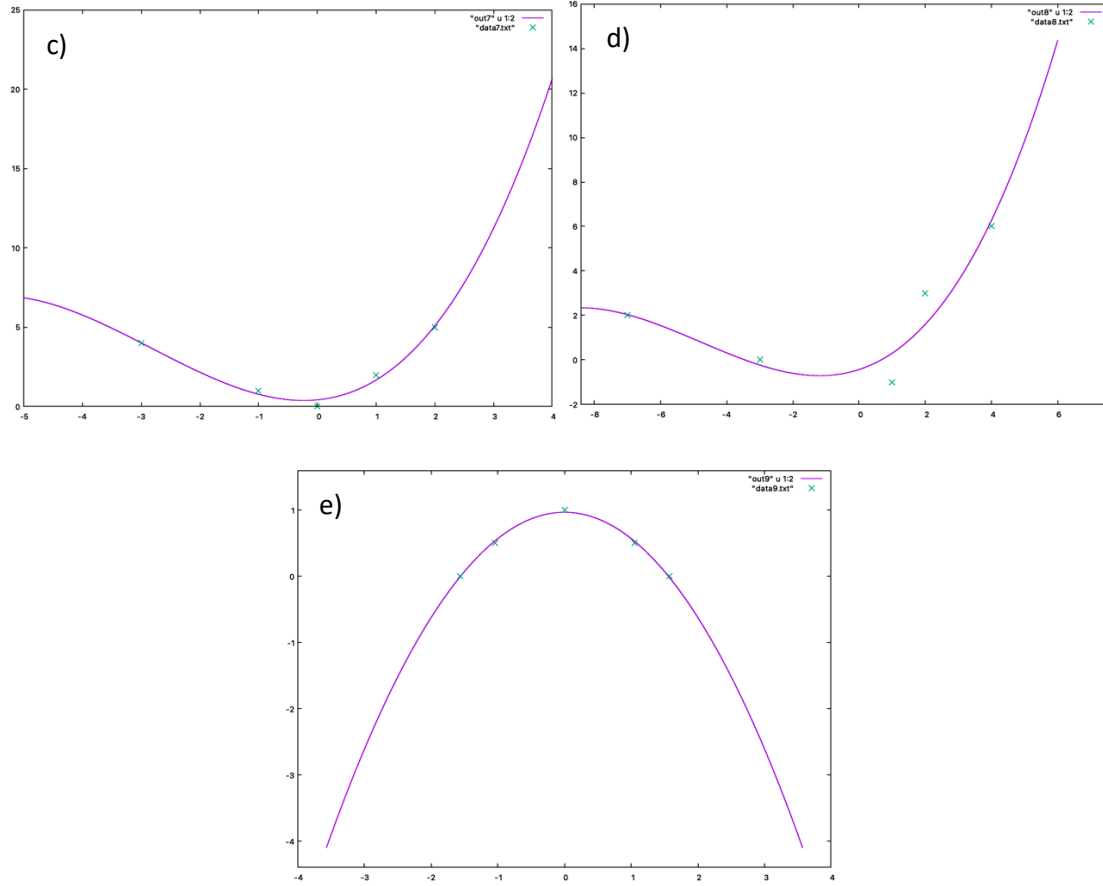 c)
"out7" u 1:2
"data7.txt"
25
20
15
10
5
0
-5 -4 -3 -2 -1 0 1 2 3 4
d)
"out8" u 1:2
"data8.txt"
16
14
12
10
8
6
4
2
0
-2
-8 -6 -4 -2 0 2 4 6
e)
"out9" u 1:2
"data9.txt"
1
0
-1
-2
-3
-4
-4 -3 -2 -1 0 1 2 3 4